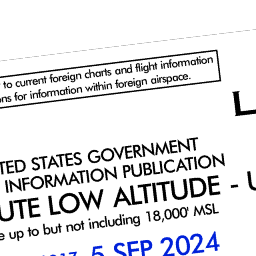 to current foreign charts and flight information
ons for information within foreign airspace.
L
TED STATES GOVERNMENT
INFORMATION PUBLICATION
UTE LOW ALTITUDE - U
e up to but not including 18,000' MSL
5 SEP 2024